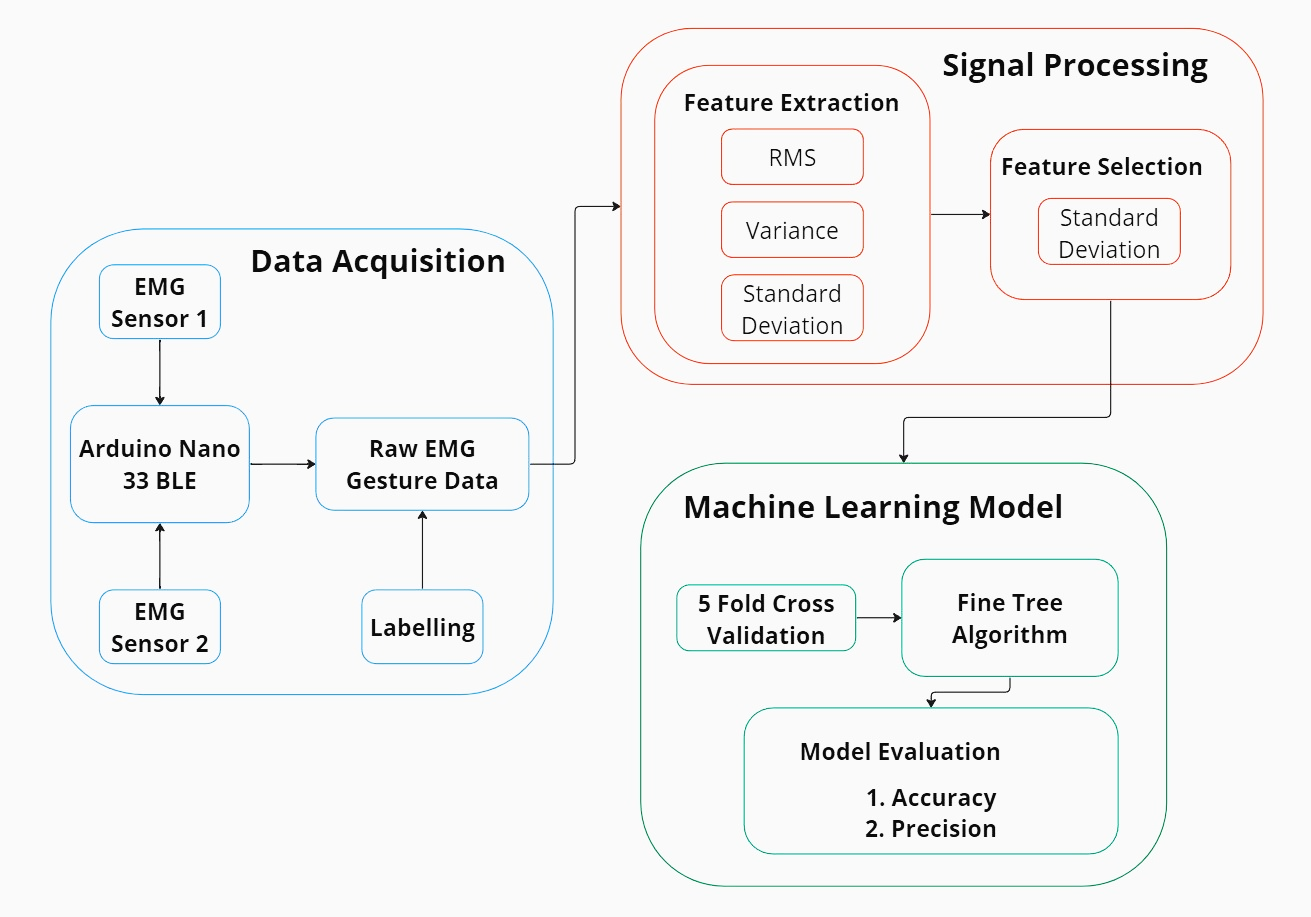 Data Acquisition
EMG
Sensor 1
Arduino Nano
33 BLE
EMG
Sensor 2
Raw EMG
Gesture Data
Labelling
Signal Processing
Feature Extraction
RMS
Variance
Standard
Deviation
Feature Selection
Standard
Deviation
Machine Learning Model
5 Fold Cross
Validation
Fine Tree
Algorithm
Model Evaluation
1. Accuracy
2. Precision